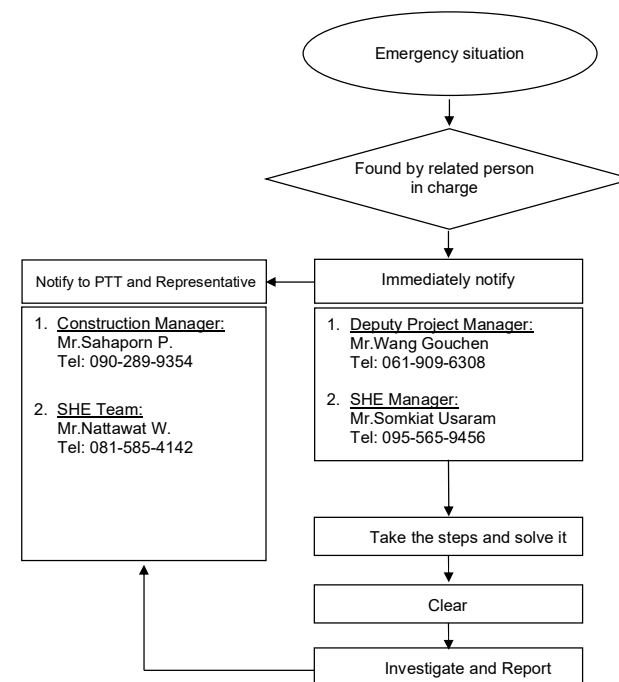 Emergency situation
Found by related person
in charge
Notify to PTT and Representative
Immediately notify
1. Construction Manager:
Mr.Sahaporn P.
Tel: 090-289-9354
2. SHE Team:
Mr.Nattawat W.
Tel: 081-585-4142
1. Deputy Project Manager:
Mr.Wang Gouchen
Tel: 061-909-6308
2. SHE Manager:
Mr.Somkiat Usaram
Tel: 095-565-9456
Take the steps and solve it
Clear
Investigate and Report